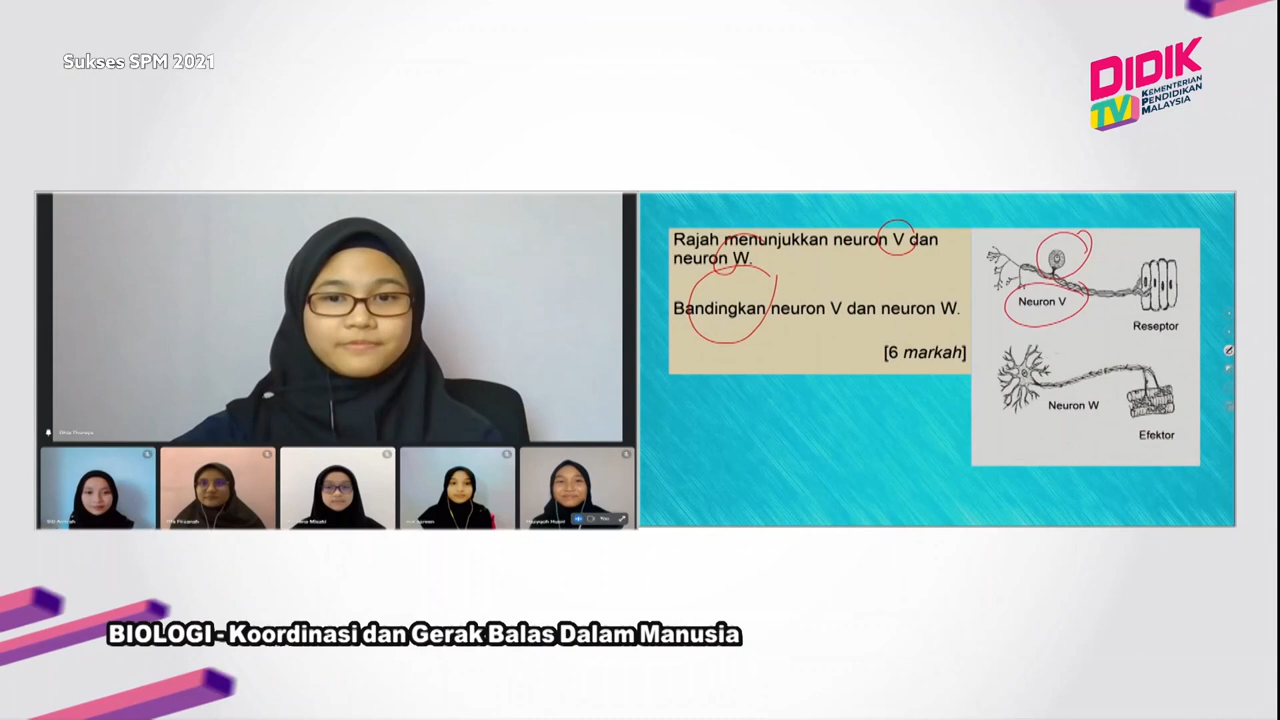 Sukses SPM 2021
DIDIK
TV
KEMENTERIAN
PENDIDIKAN
MALAYSIA
Rajah menunjukkan neuron V dan
neuron W.
Bandingkan neuron V dan neuron W.
[6 markah]
Neuron V
Reseptor
Neuron W
Efektor
You
BIOLOGI - Koordinasi dan Gerak Balas Dalam Manusia